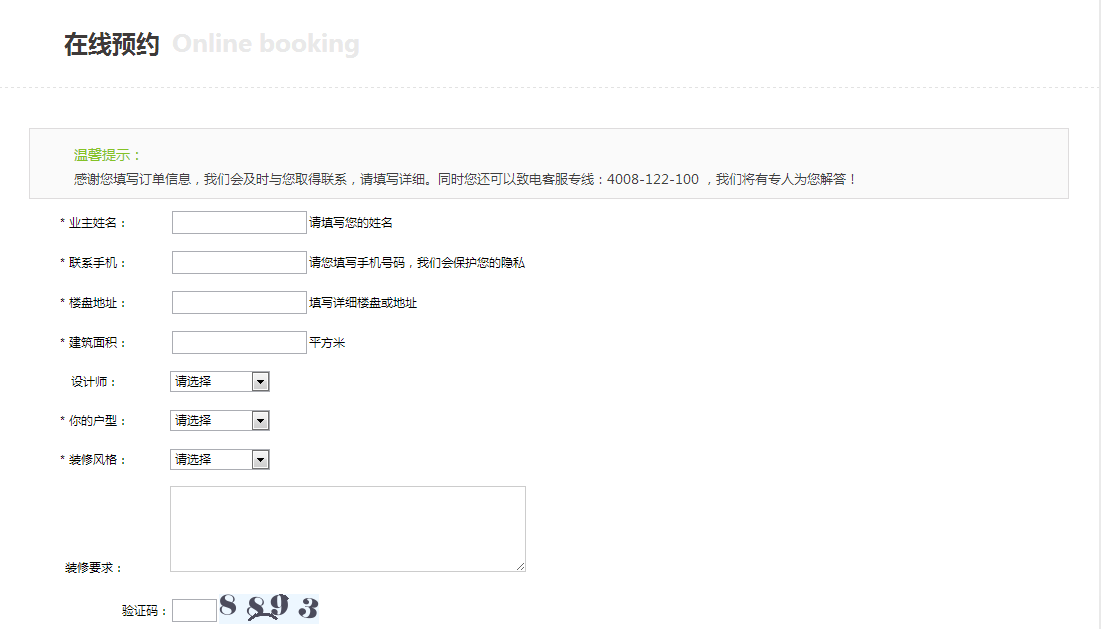 在线预约 Online booking
温馨提示：
感谢您填写订单信息，我们会及时与您取得联系，请填写详细。同时您还可以致电客服专线：4008-122-100 ，我们将有专人为您解答！
* 业主姓名： 请填写您的姓名
* 联系手机： 请您填写手机号码，我们会保护您的隐私
* 楼盘地址： 填写详细楼盘或地址
* 建筑面积： 平方米
设计师： 请选择
* 你的户型： 请选择
* 装修风格： 请选择
装修要求：
验证码： 8893